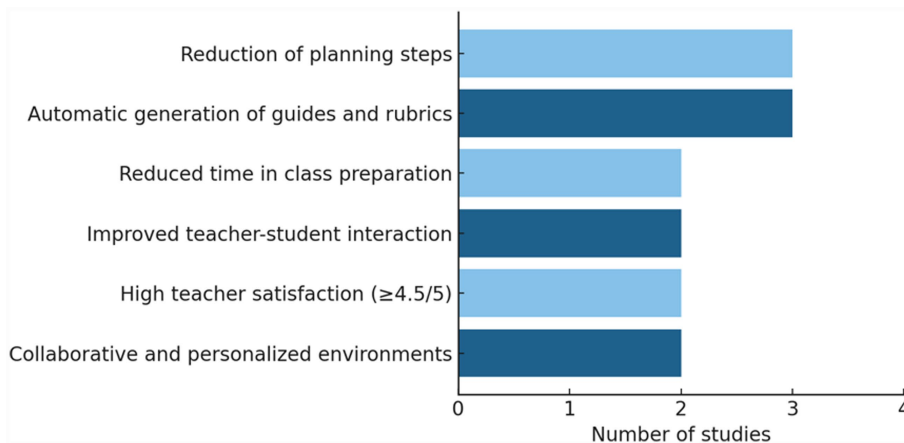 Reduction of planning steps
Automatic generation of guides and rubrics
Reduced time in class preparation
Improved teacher-student interaction
High teacher satisfaction (≥4.5/5)
Collaborative and personalized environments
0 1 2 3 4
Number of studies